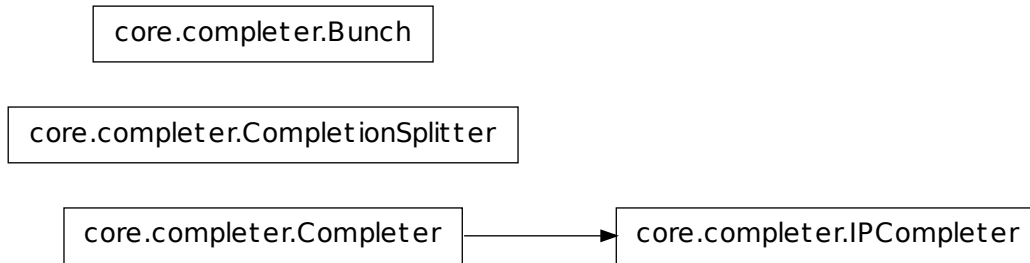 core.completer.Bunch
core.completer.CompletionSplitter
core.completer.Completer
core.completer.IPCompleter